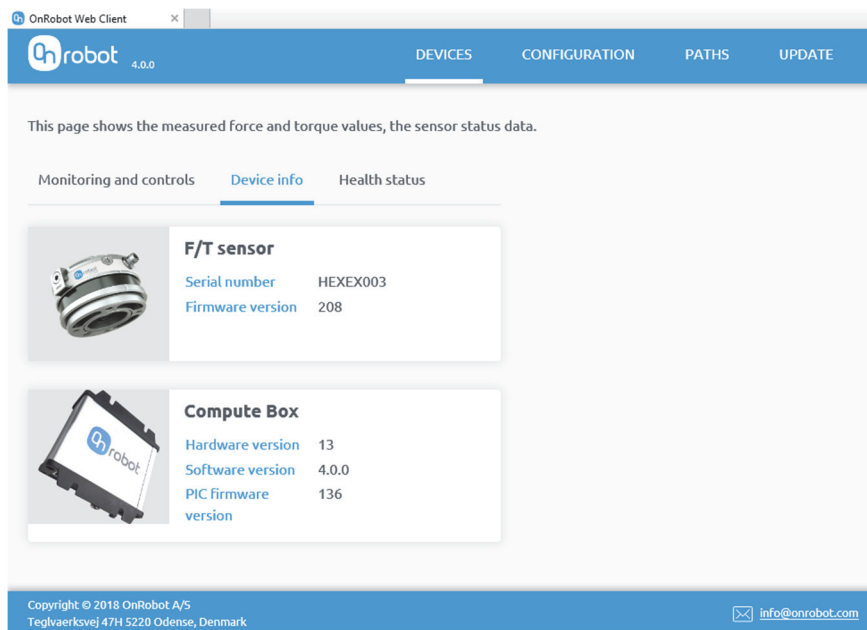 OnRobot Web Client
OnRobot 4.0.0
DEVICES CONFIGURATION PATHS UPDATE
This page shows the measured force and torque values, the sensor status data.
Monitoring and controls Device info Health status
F/T sensor
Serial number HEXEX003
Firmware version 208
OnRobot
Compute Box
Hardware version 13
Software version 4.0.0
PIC firmware 136
version
Copyright © 2018 OnRobot A/S
Teglvaerksvej 47H 5220 Odense, Denmark
info@onrobot.com